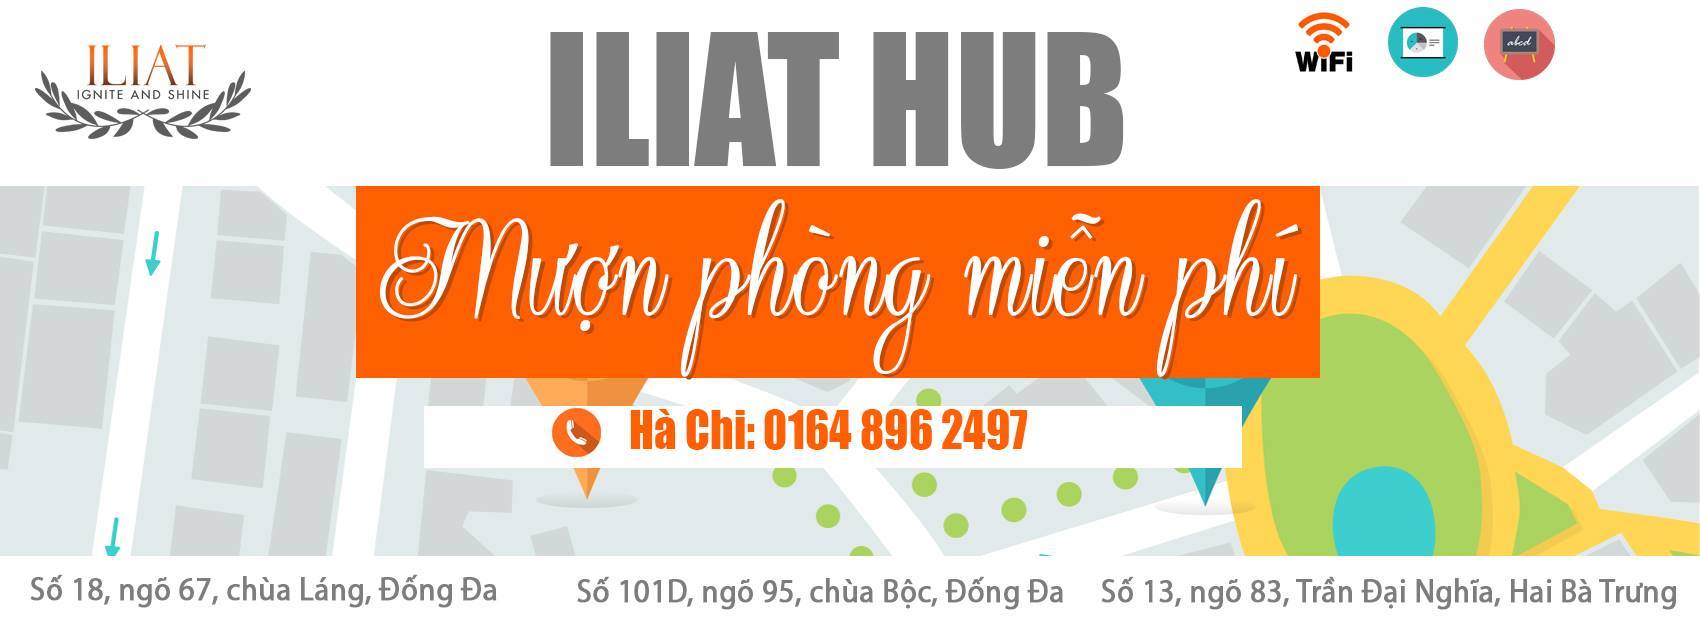 ILIAT
IGNITE AND SHINE
ILIAT HUB
WiFi
abcd
Mượn phòng miễn phí
Hà Chi: 0164 896 2497
Số 18, ngõ 67, chùa Láng, Đống Đa
Số 101D, ngõ 95, chùa Bộc, Đống Đa
Số 13, ngõ 83, Trần Đại Nghĩa, Hai Bà Trưng